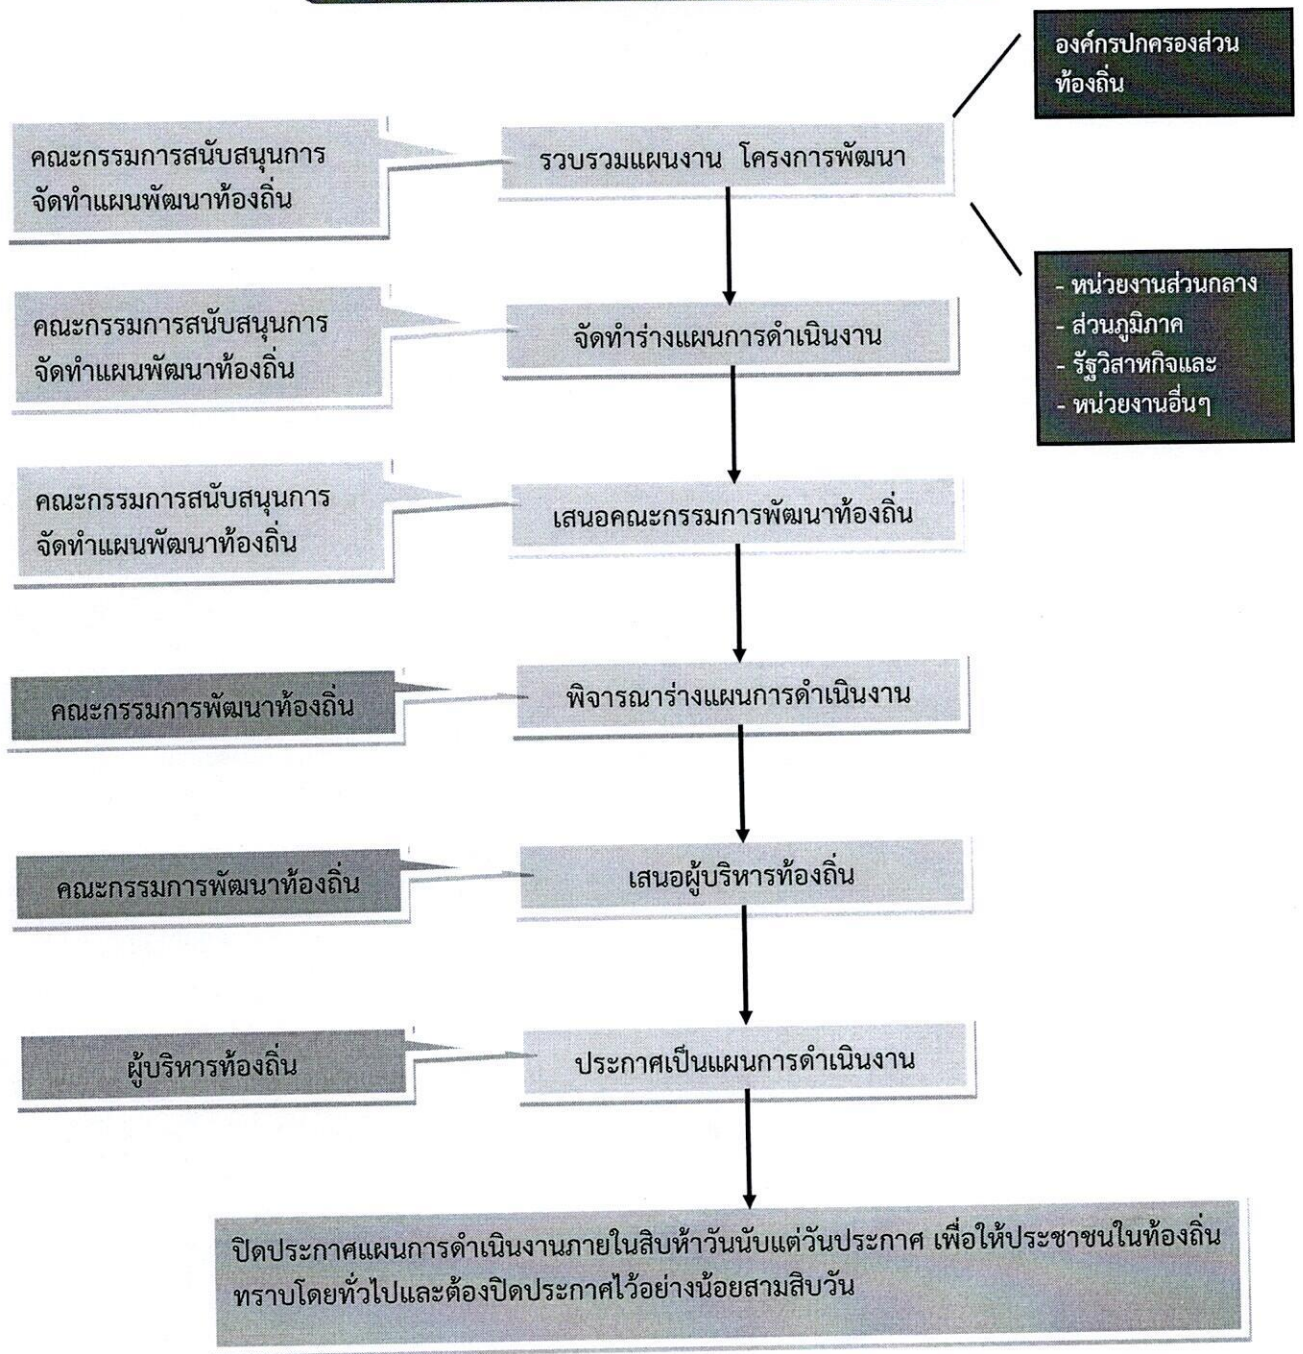 องค์กรปกครองส่วน
ท้องถิ่น
คณะกรรมการสนับสนุนการ
จัดทำแผนพัฒนาท้องถิ่น
รวบรวมแผนงาน โครงการพัฒนา
- หน่วยงานส่วนกลาง
- ส่วนภูมิภาค
- รัฐวิสาหกิจและ
- หน่วยงานอื่นๆ
คณะกรรมการสนับสนุนการ
จัดทำแผนพัฒนาท้องถิ่น
จัดทำร่างแผนการดำเนินงาน
คณะกรรมการสนับสนุนการ
จัดทำแผนพัฒนาท้องถิ่น
เสนอคณะกรรมการพัฒนาท้องถิ่น
คณะกรรมการพัฒนาท้องถิ่น
พิจารณาร่างแผนการดำเนินงาน
คณะกรรมการพัฒนาท้องถิ่น
เสนอผู้บริหารท้องถิ่น
ผู้บริหารท้องถิ่น
ประกาศเป็นแผนการดำเนินงาน
ปิดประกาศแผนการดำเนินงานภายในสิบห้าวันนับแต่วันประกาศ เพื่อให้ประชาชนในท้องถิ่น
ทราบโดยทั่วไปและต้องปิดประกาศไว้อย่างน้อยสามสิบวัน